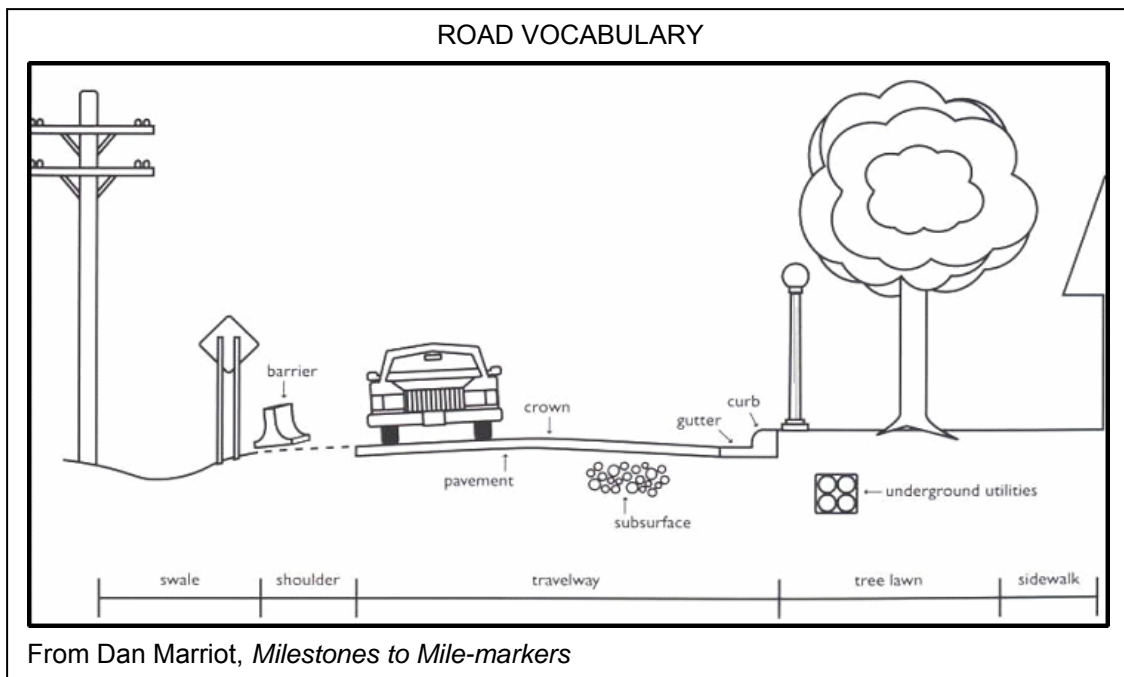 ROAD VOCABULARY
barrier
crown
curb
gutter
pavement
subsurface
underground utilities
swale shoulder travelway tree lawn sidewalk
From Dan Marriot, Milestones to Mile-markers